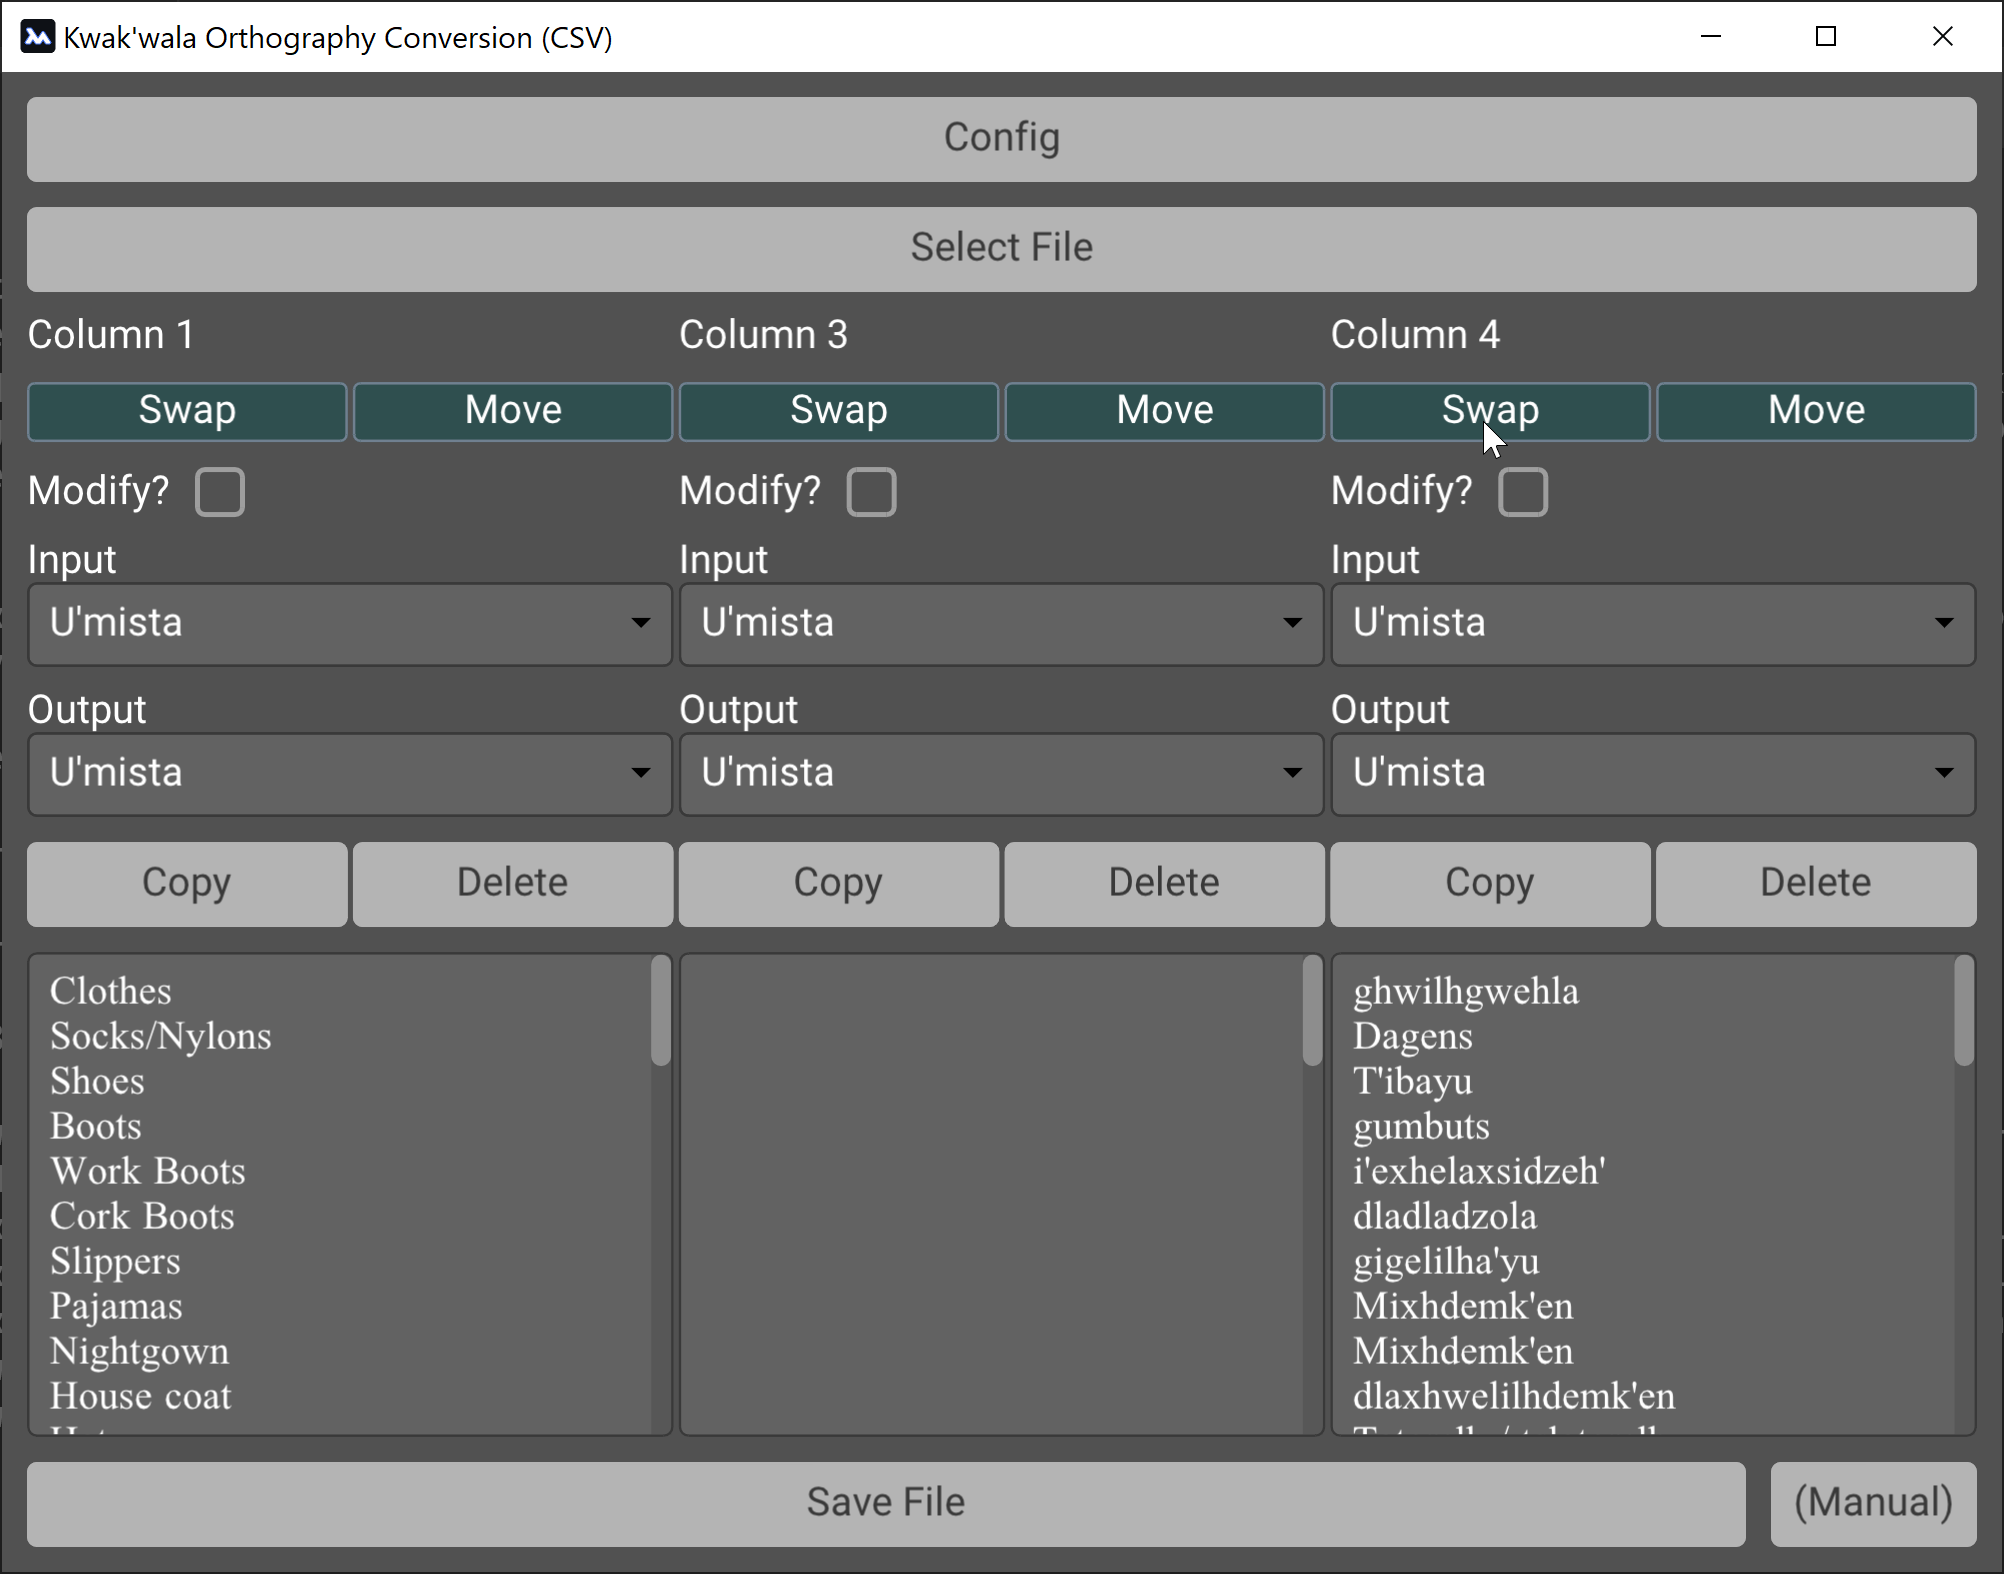 Kwak'wala Orthography Conversion (CSV)
Config
Select File
Column 1
Column 3
Column 4
Swap
Move
Swap
Move
Swap
Move
Modify?
Modify?
Modify?
Input
Input
Input
U'mista
U'mista
U'mista
Output
Output
Output
U'mista
U'mista
U'mista
Copy
Delete
Copy
Delete
Copy
Delete
Clothes
Socks/Nylons
Shoes
Boots
Work Boots
Cork Boots
Slippers
Pajamas
Nightgown
House coat
ghwilhgwehla
Dagens
T'ibayu
gumbuts
i'exhelaxsidzeh'
dladladzola
gigelilha'yu
Mixhdemk'en
Mixhdemk'en
dlaxhwelilhdemk'en
Save File
(Manual)